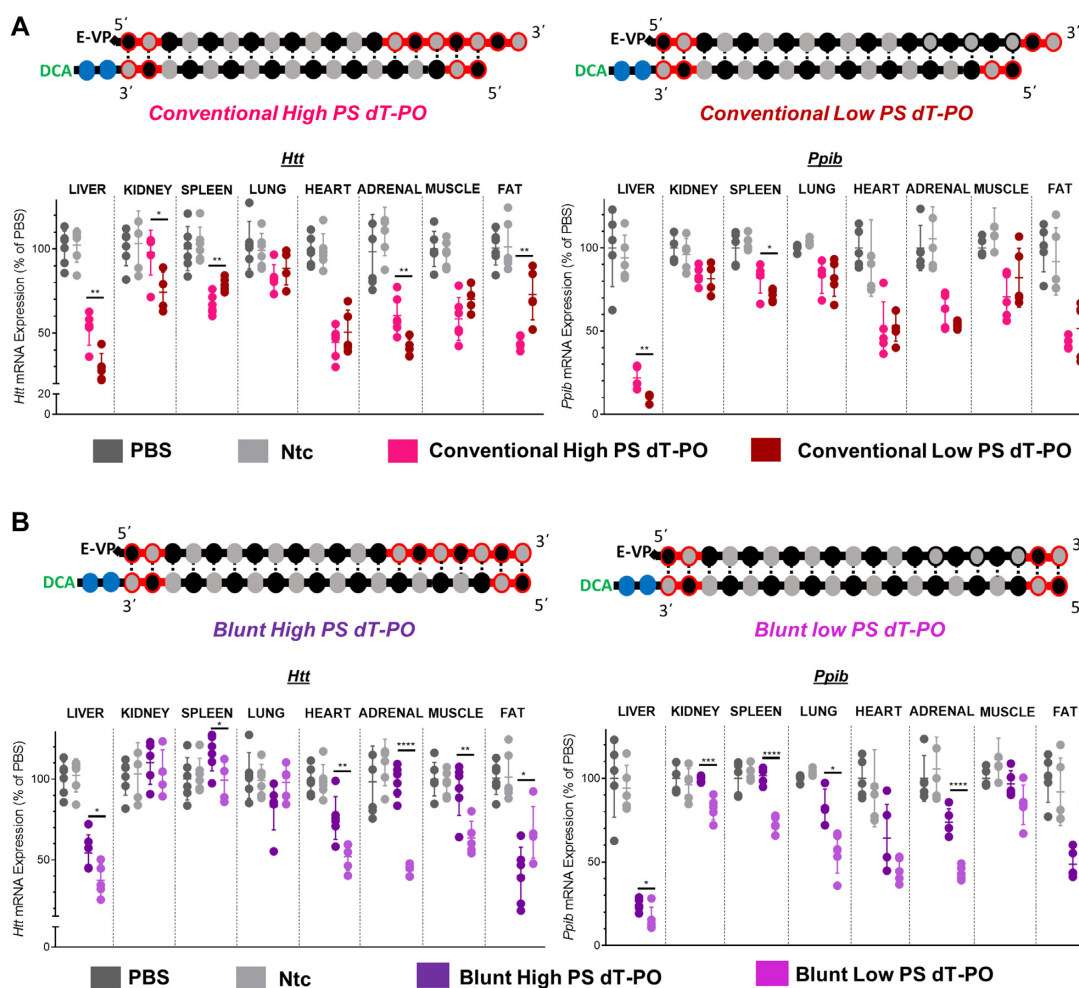 A
5′
E-VP
3′
DCA
3′
5′
Conventional High PS dT-PO
5′
E-VP
3′
DCA
3′
5′
Conventional Low PS dT-PO
Htt
LIVER KIDNEY SPLEEN LUNG HEART ADRENAL MUSCLE FAT
Htt mRNA Expression (% of PBS)
100
50
20
0
* ** ** ** **
Ppib
LIVER KIDNEY SPLEEN LUNG HEART ADRENAL MUSCLE FAT
Ppib mRNA Expression (% of PBS)
100
50
0
** *
PBS Ntc Conventional High PS dT-PO Conventional Low PS dT-PO
B
5′
E-VP
3′
DCA
3′
5′
Blunt High PS dT-PO
5′
E-VP
3′
DCA
3′
5′
Blunt low PS dT-PO
Htt
LIVER KIDNEY SPLEEN LUNG HEART ADRENAL MUSCLE FAT
Htt mRNA Expression (% of PBS)
100
50
0
* * ** **** ** *
Ppib
LIVER KIDNEY SPLEEN LUNG HEART ADRENAL MUSCLE FAT
Ppib mRNA Expression (% of PBS)
100
50
0
* *** **** * ****
PBS Ntc Blunt High PS dT-PO Blunt Low PS dT-PO